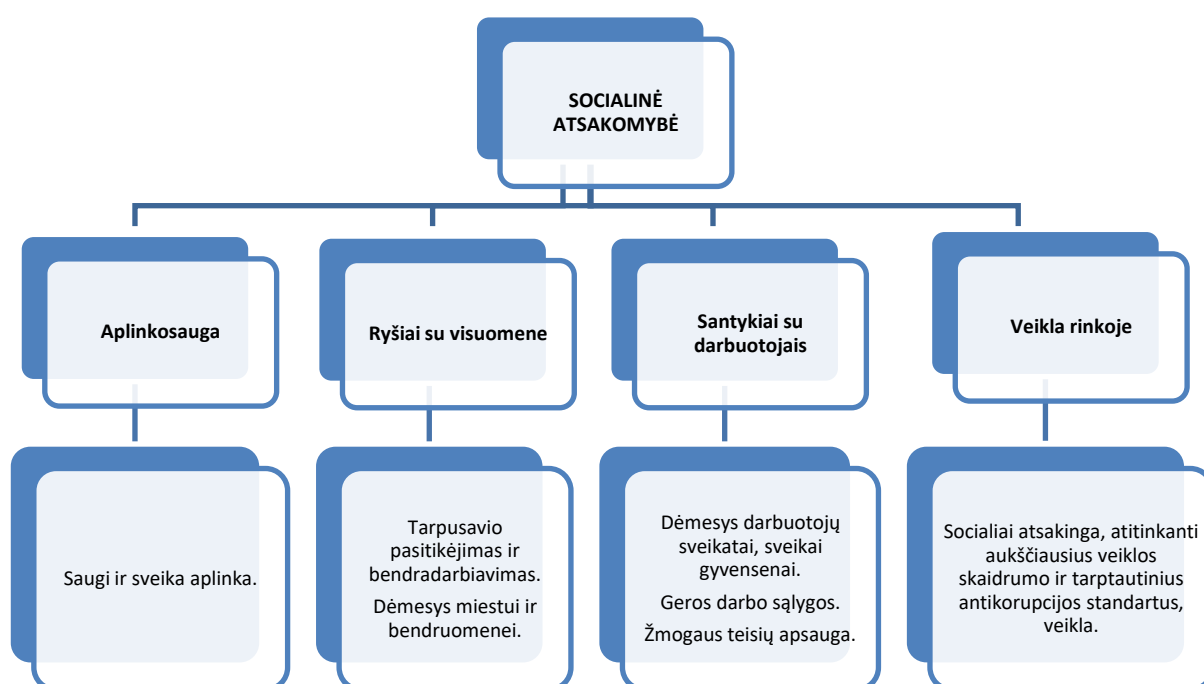 SOCIALINĖ
ATSAKOMYBĖ
Aplinkosauga
Ryšiai su visuomene
Santykiai su
darbuotojais
Veikla rinkoje
Saugi ir sveika aplinka.
Tarpusavio
pasitikėjimas ir
bendradarbiavimas.
Dėmesys miestui ir
bendruomenei.
Dėmesys darbuotojų
sveikatai, sveikai
gyvensenai.
Geros darbo sąlygos.
Žmogaus teisių apsauga.
Socialiai atsakinga, atitinkanti
aukščiausius veiklos
skaidrumo ir tarptautinius
antikorupcijos standartus,
veikla.